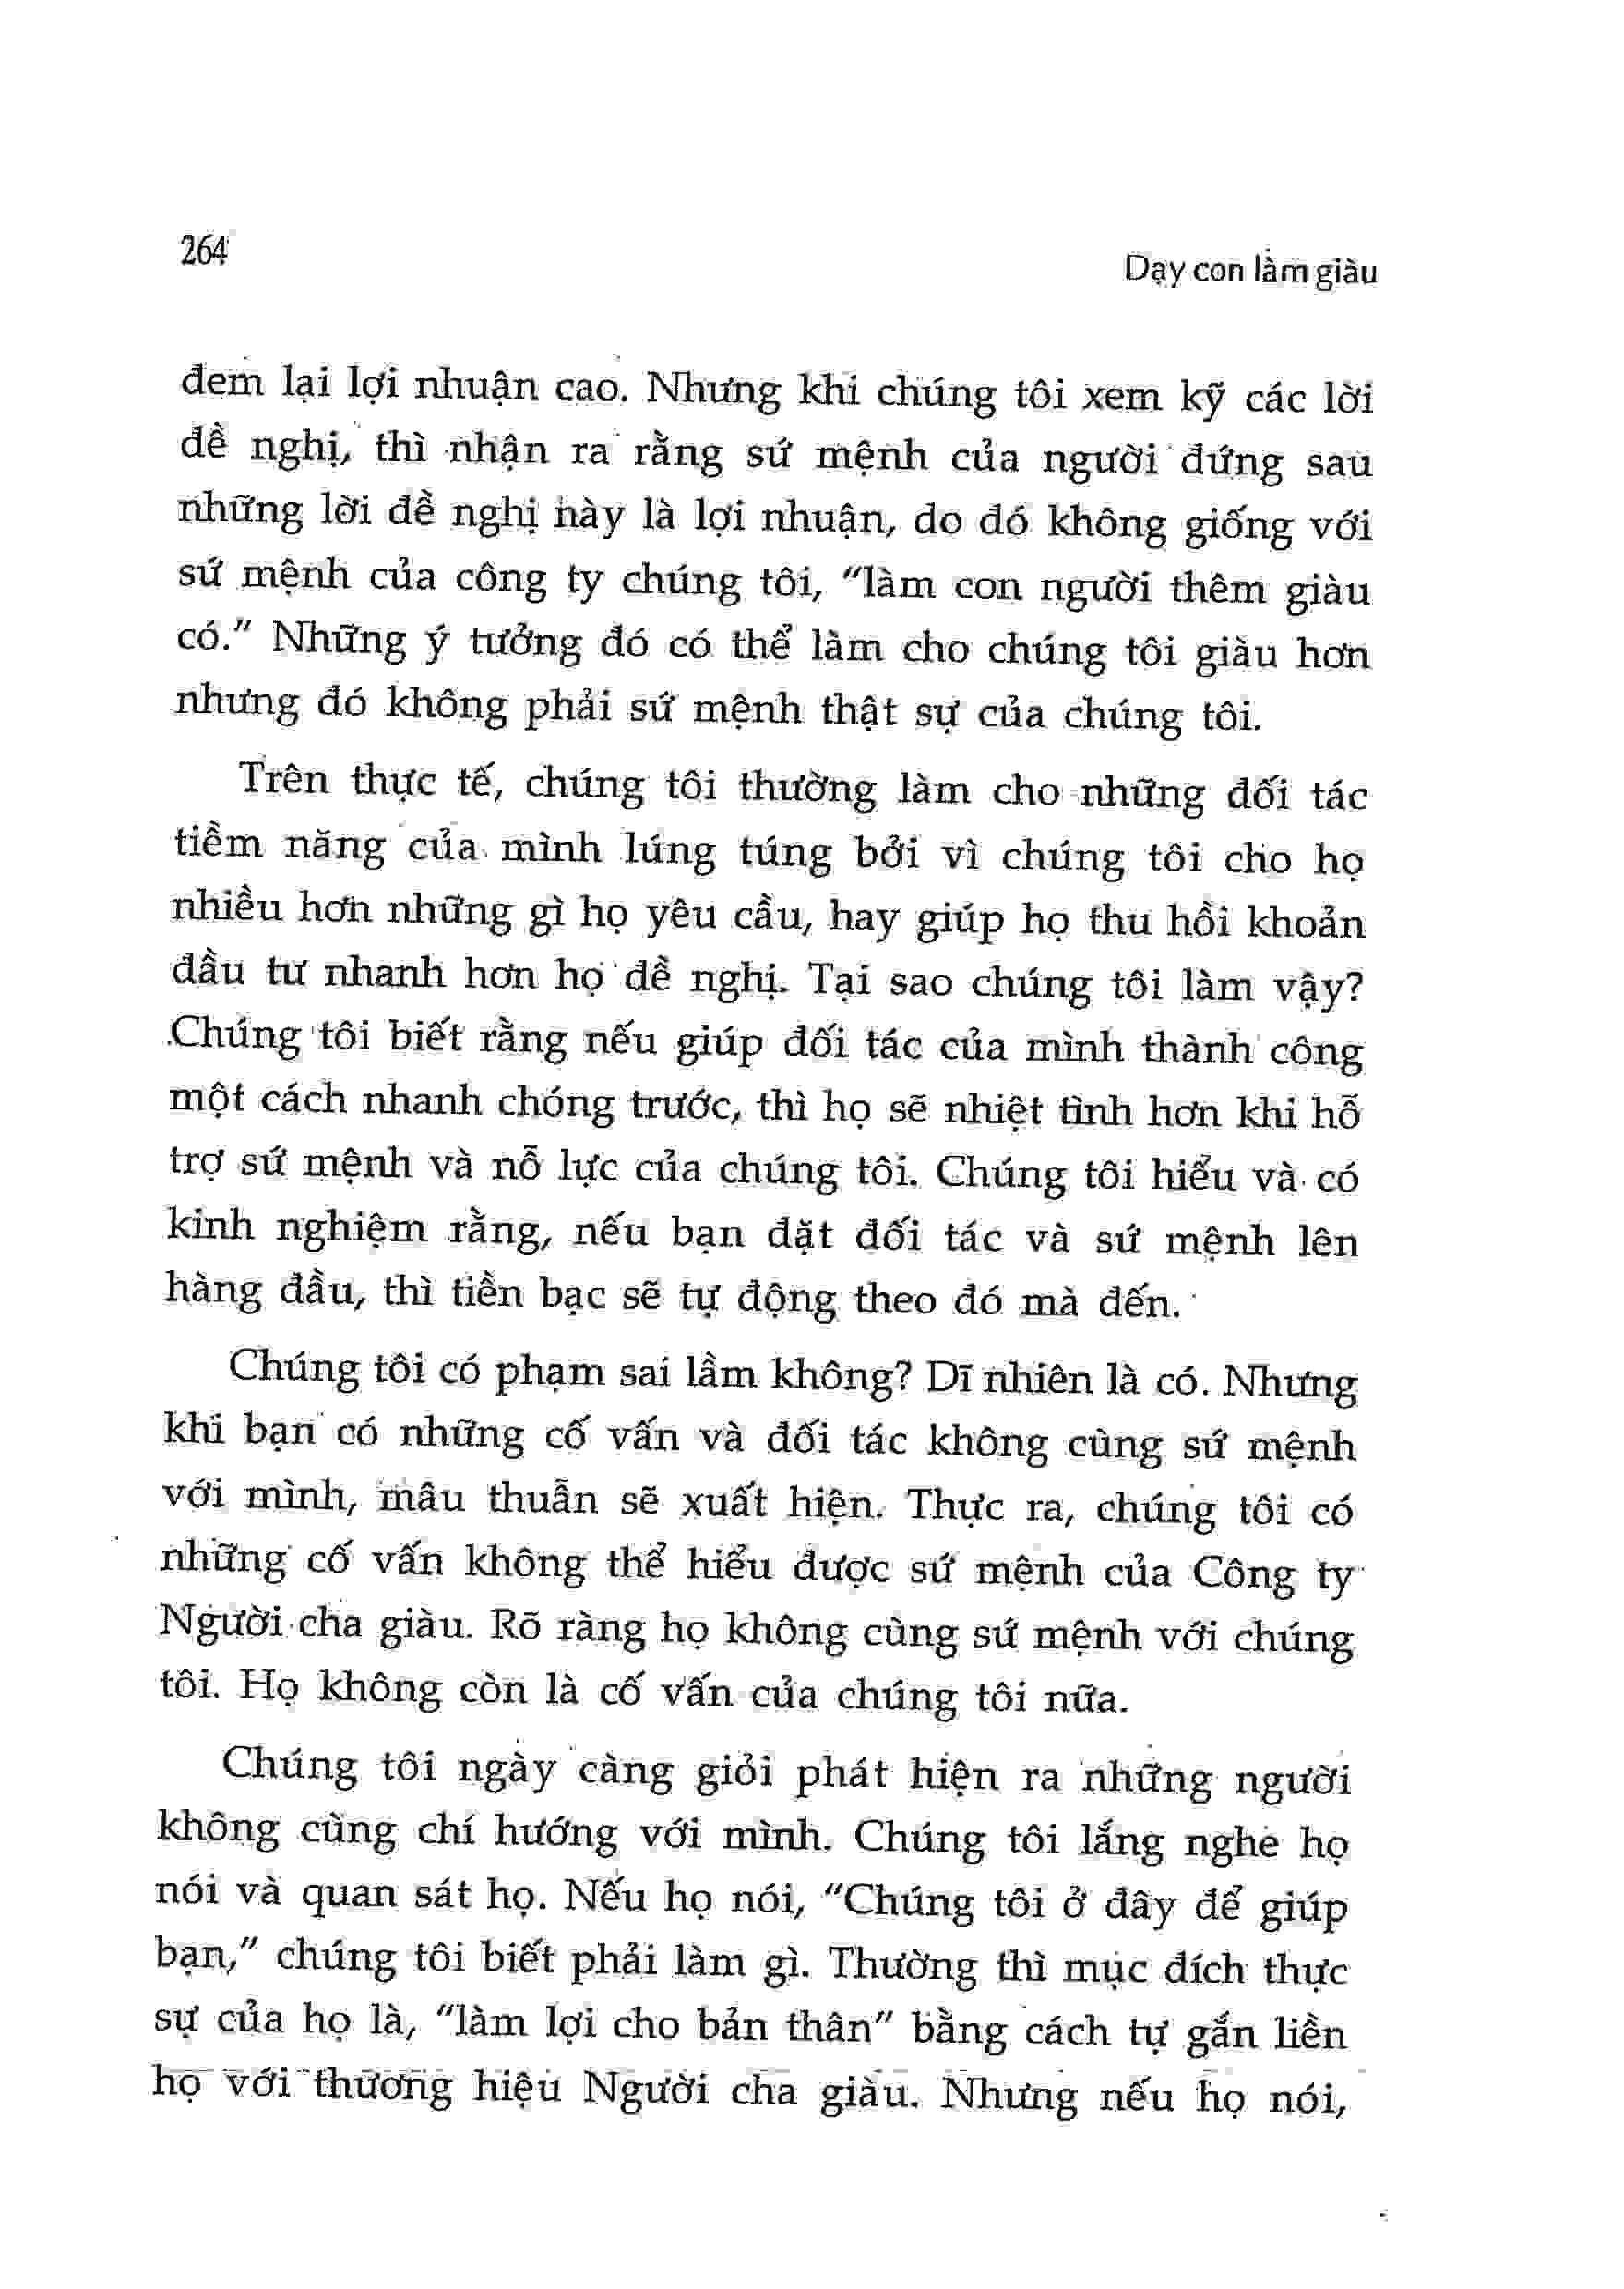 264
Dạy con làm giàu
đem lại lợi nhuận cao. Nhưng khi chúng tôi xem kỹ các lời
đề nghị, thì nhận ra rằng sứ mệnh của người đứng sau
những lời đề nghị này là lợi nhuận, do đó không giống với
sứ mệnh của công ty chúng tôi, “làm con người thêm giàu
có.” Những ý tưởng đó có thể làm cho chúng tôi giàu hơn
nhưng đó không phải sứ mệnh thật sự của chúng tôi.
Trên thực tế, chúng tôi thường làm cho những đối tác
tiềm năng của mình lúng túng bởi vì chúng tôi cho họ
nhiều hơn những gì họ yêu cầu, hay giúp họ thu hồi khoản
đầu tư nhanh hơn họ đề nghị. Tại sao chúng tôi làm vậy?
Chúng tôi biết rằng nếu giúp đối tác của mình thành công
một cách nhanh chóng trước, thì họ sẽ nhiệt tình hơn khi hỗ
trợ sứ mệnh và nỗ lực của chúng tôi. Chúng tôi hiểu và có
kinh nghiệm rằng, nếu bạn đặt đối tác và sứ mệnh lên
hàng đầu, thì tiền bạc sẽ tự động theo đó mà đến.
Chúng tôi có phạm sai lầm không? Dĩ nhiên là có. Nhưng
khi bạn có những cố vấn và đối tác không cùng sứ mệnh
với mình, mâu thuẫn sẽ xuất hiện. Thực ra, chúng tôi có
những cố vấn không thể hiểu được sứ mệnh của Công ty
Người cha giàu. Rõ ràng họ không cùng sứ mệnh với chúng
tôi. Họ không còn là cố vấn của chúng tôi nữa.
Chúng tôi ngày càng giỏi phát hiện ra những người
không cùng chí hướng với mình. Chúng tôi lắng nghe họ
nói và quan sát họ. Nếu họ nói, “Chúng tôi ở đây để giúp
bạn,” chúng tôi biết phải làm gì. Thường thì mục đích thực
sự của họ là, “làm lợi cho bản thân” bằng cách tự gắn liền
họ với thương hiệu Người cha giàu. Nhưng nếu họ nói,